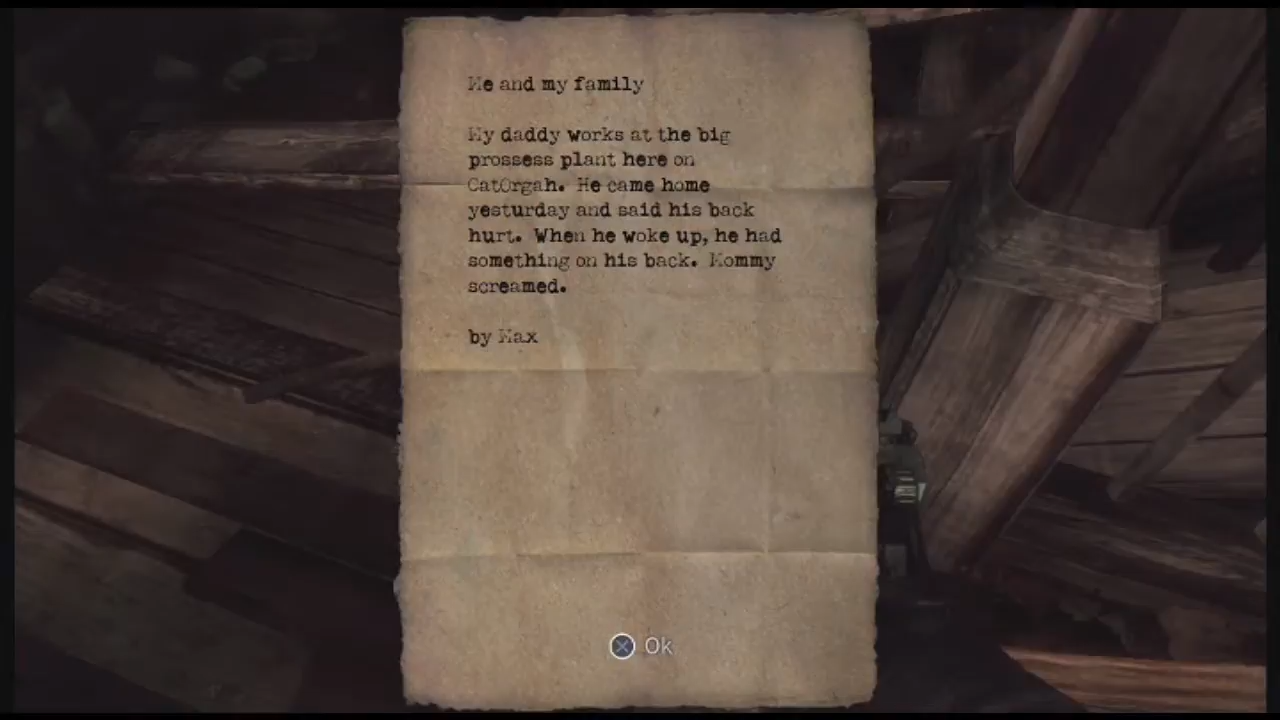 Me and my family
My daddy works at the big
prossess plant here on
CatOrgah. He came home
yesturday and said his back
hurt. When he woke up, he had
something on his back. Mommy
screamed.
by Max
Ok